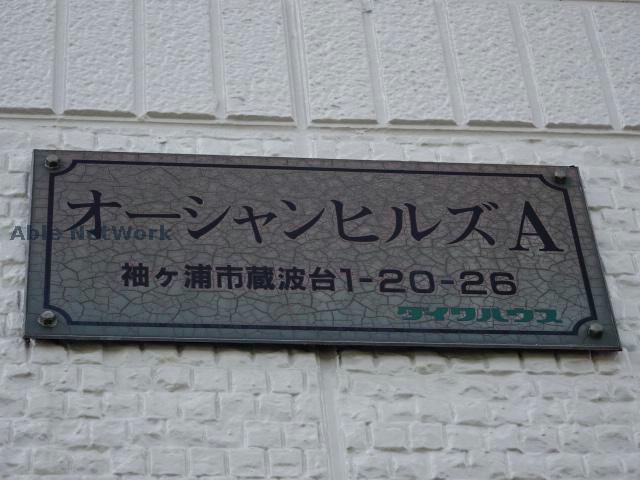 オーシャンヒルズA
Able NetWork
袖ヶ浦市蔵波台1-20-26
ダイワハウス